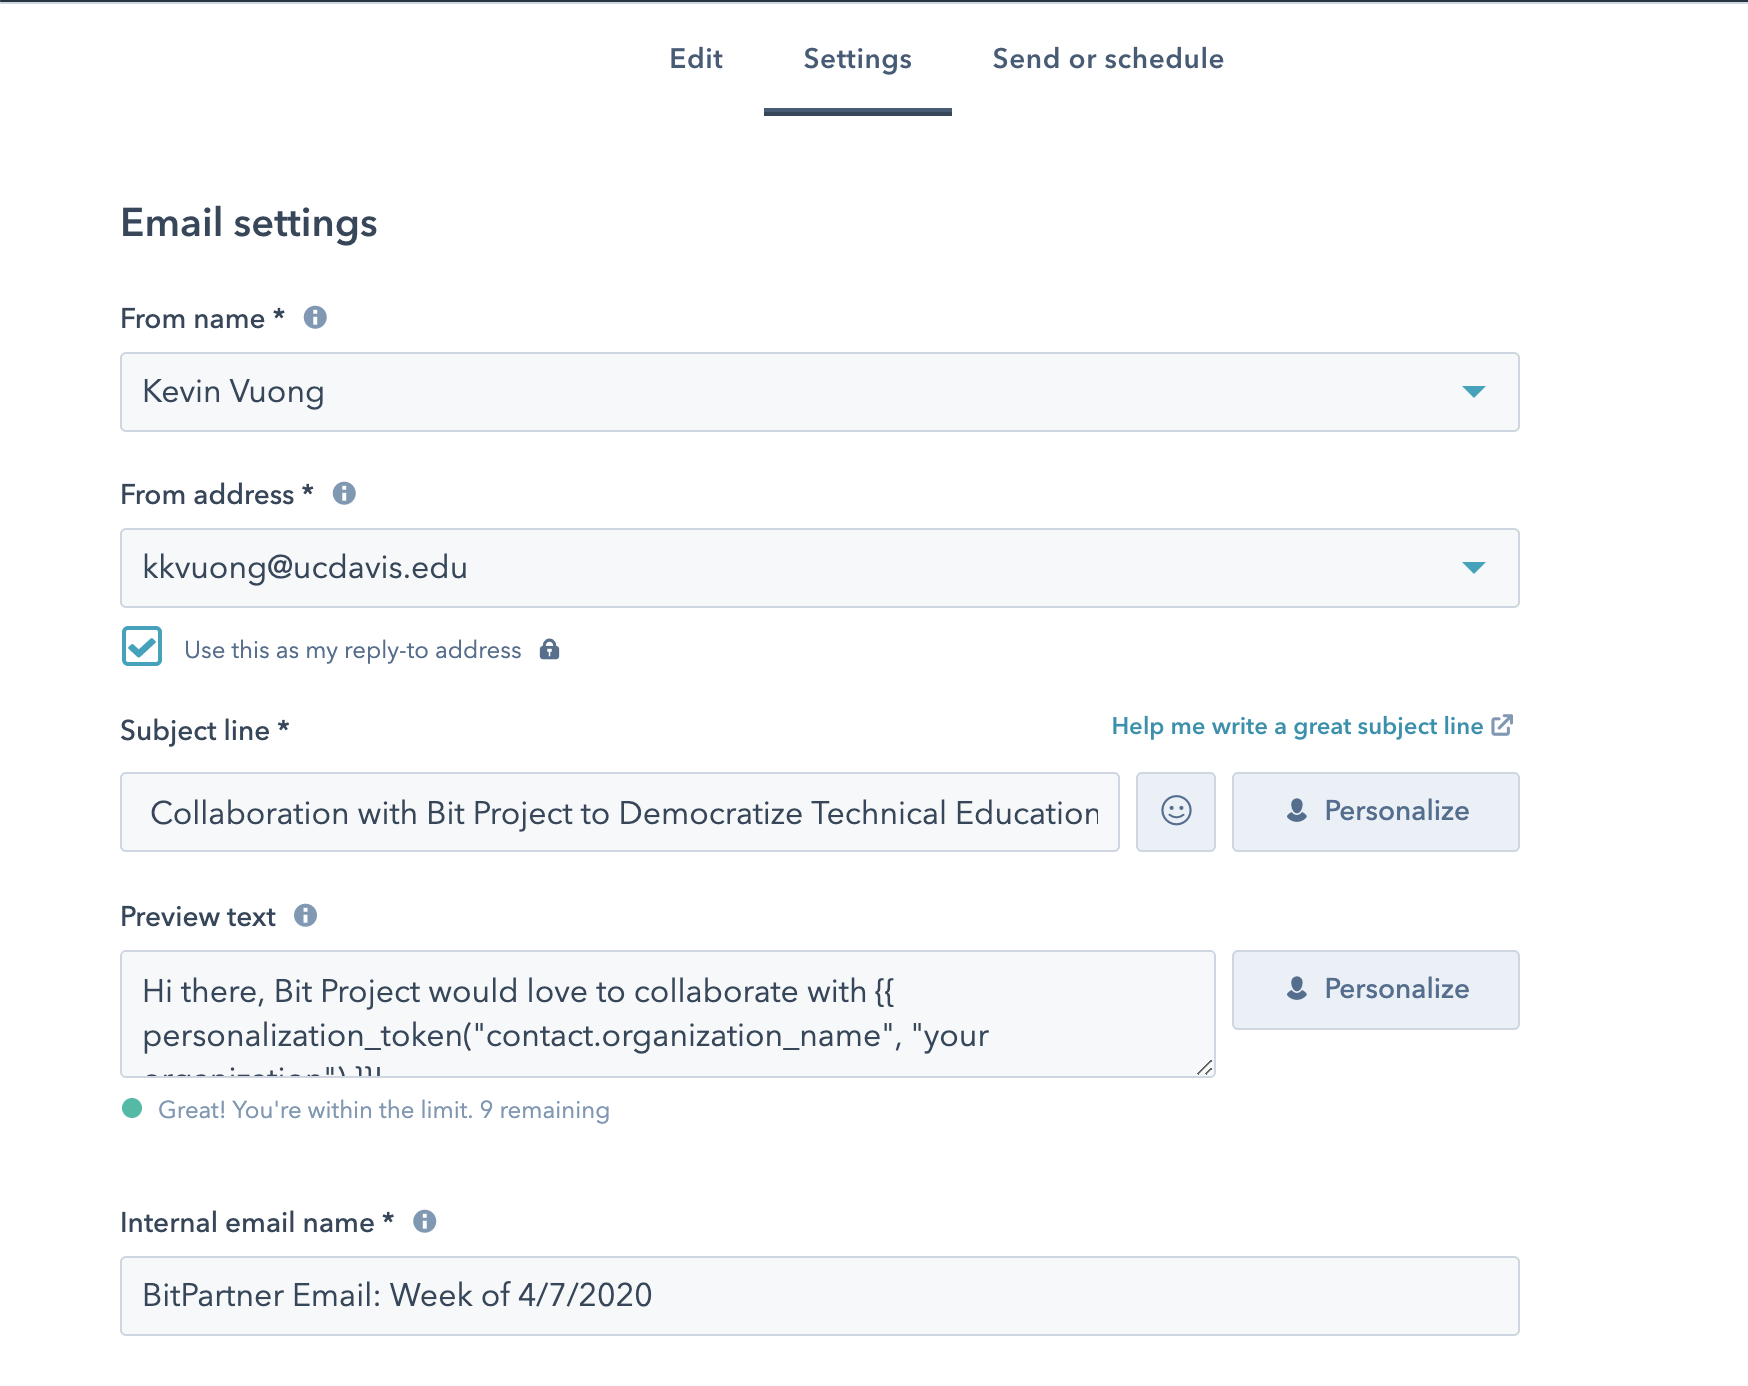 Edit Settings Send or schedule
Email settings
From name *
Kevin Vuong
From address *
kkvuong@ucdavis.edu
Use this as my reply-to address
Subject line *
Help me write a great subject line
Collaboration with Bit Project to Democratize Technical Education
Personalize
Preview text
Hi there, Bit Project would love to collaborate with {{
personalization_token("contact.organization_name", "your
organization") }}!
Personalize
Great! You're within the limit. 9 remaining
Internal email name *
BitPartner Email: Week of 4/7/2020